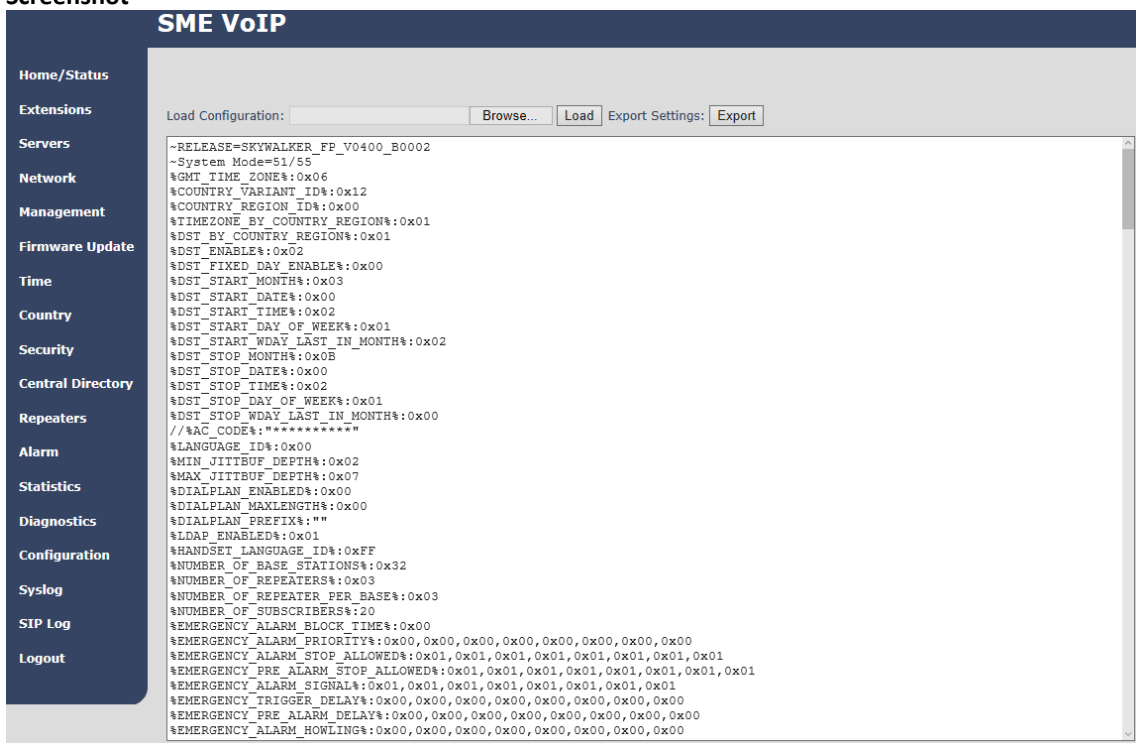 SME VoIP
Home/Status
Extensions
Servers
Network
Management
Firmware Update
Time
Country
Security
Central Directory
Repeaters
Alarm
Statistics
Diagnostics
Configuration
Syslog
SIP Log
Logout
Load Configuration: Browse... Load Export Settings: Export
~RELEASE=SKYWALKER_FP_V0400_B0002
~System Mode=51/55
%GMT_TIME_ZONE%:0x06
%COUNTRY_VARIANT_ID%:0x12
%COUNTRY_REGION_ID%:0x00
%TIMEZONE_BY_COUNTRY_REGION%:0x01
%DST_BY_COUNTRY_REGION%:0x01
%DST_ENABLE%:0x02
%DST_FIXED_DAY_ENABLE%:0x00
%DST_START_MONTH%:0x03
%DST_START_DATE%:0x00
%DST_START_TIME%:0x02
%DST_START_DAY_OF_WEEK%:0x01
%DST_START_WDAY_LAST_IN_MONTH%:0x02
%DST_STOP_MONTH%:0x0B
%DST_STOP_DATE%:0x00
%DST_STOP_TIME%:0x02
%DST_STOP_DAY_OF_WEEK%:0x01
%DST_STOP_WDAY_LAST_IN_MONTH%:0x00
//%AC_CODE%:"**********"
%LANGUAGE_ID%:0x00
%MIN_JITTBUF_DEPTH%:0x02
%MAX_JITTBUF_DEPTH%:0x07
%DIALPLAN_ENABLED%:0x00
%DIALPLAN_MAXLENGTH%:0x00
%DIALPLAN_PREFIX%:""
%LDAP_ENABLED%:0x01
%HANDSET_LANGUAGE_ID%:0xFF
%NUMBER_OF_BASE_STATIONS%:0x32
%NUMBER_OF_REPEATERS%:0x03
%NUMBER_OF_REPEATER_PER_BASE%:0x03
%NUMBER_OF_SUBSCRIBERS%:20
%EMERGENCY_ALARM_BLOCK_TIME%:0x00
%EMERGENCY_ALARM_PRIORITY%:0x00,0x00,0x00,0x00,0x00,0x00,0x00,0x00
%EMERGENCY_ALARM_STOP_ALLOWED%:0x01,0x01,0x01,0x01,0x01,0x01,0x01,0x01
%EMERGENCY_PRE_ALARM_STOP_ALLOWED%:0x01,0x01,0x01,0x01,0x01,0x01,0x01,0x01
%EMERGENCY_ALARM_SIGNAL%:0x01,0x01,0x01,0x01,0x01,0x01,0x01,0x01
%EMERGENCY_TRIGGER_DELAY%:0x00,0x00,0x00,0x00,0x00,0x00,0x00,0x00
%EMERGENCY_PRE_ALARM_DELAY%:0x00,0x00,0x00,0x00,0x00,0x00,0x00,0x00
%EMERGENCY_ALARM_HOWLING%:0x00,0x00,0x00,0x00,0x00,0x00,0x00,0x00